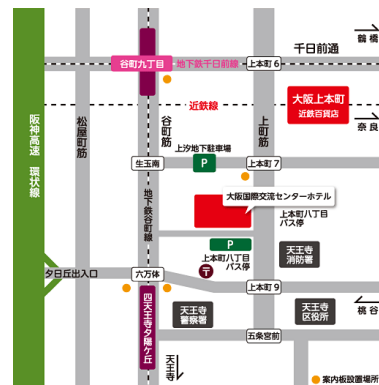 鶴橋
千日前通
谷町九丁目
地下鉄千日前線
上本町6
大阪上本町
近鉄百貨店
近鉄線
奈良
阪神高速 環状線
松屋町筋
谷町筋
上町筋
上汐地下駐車場
P
生玉南
上本町7
大阪国際交流センターホテル
地下鉄谷町線
上本町八丁目
バス停
P
上本町八丁目
バス停
天王寺
消防署
夕日丘出入口
六万体
〒
上本町9
四天王寺夕陽ヶ丘
天王寺
警察署
天王寺
区役所
桃谷
五条宮前
天王寺
案内板設置場所